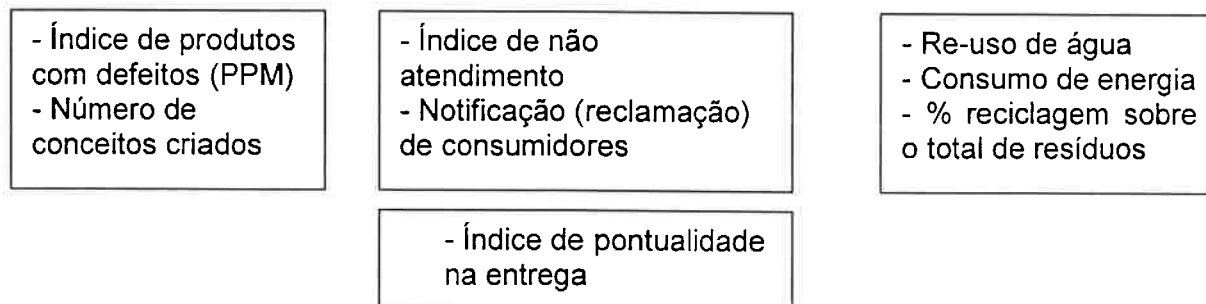 - Índice de produtos
com defeitos (PPM)
- Número de
conceitos criados
- Índice de não
atendimento
- Notificação (reclamação)
de consumidores
- Re-uso de água
- Consumo de energia
- % reciclagem sobre
o total de resíduos
- Índice de pontualidade
na entrega